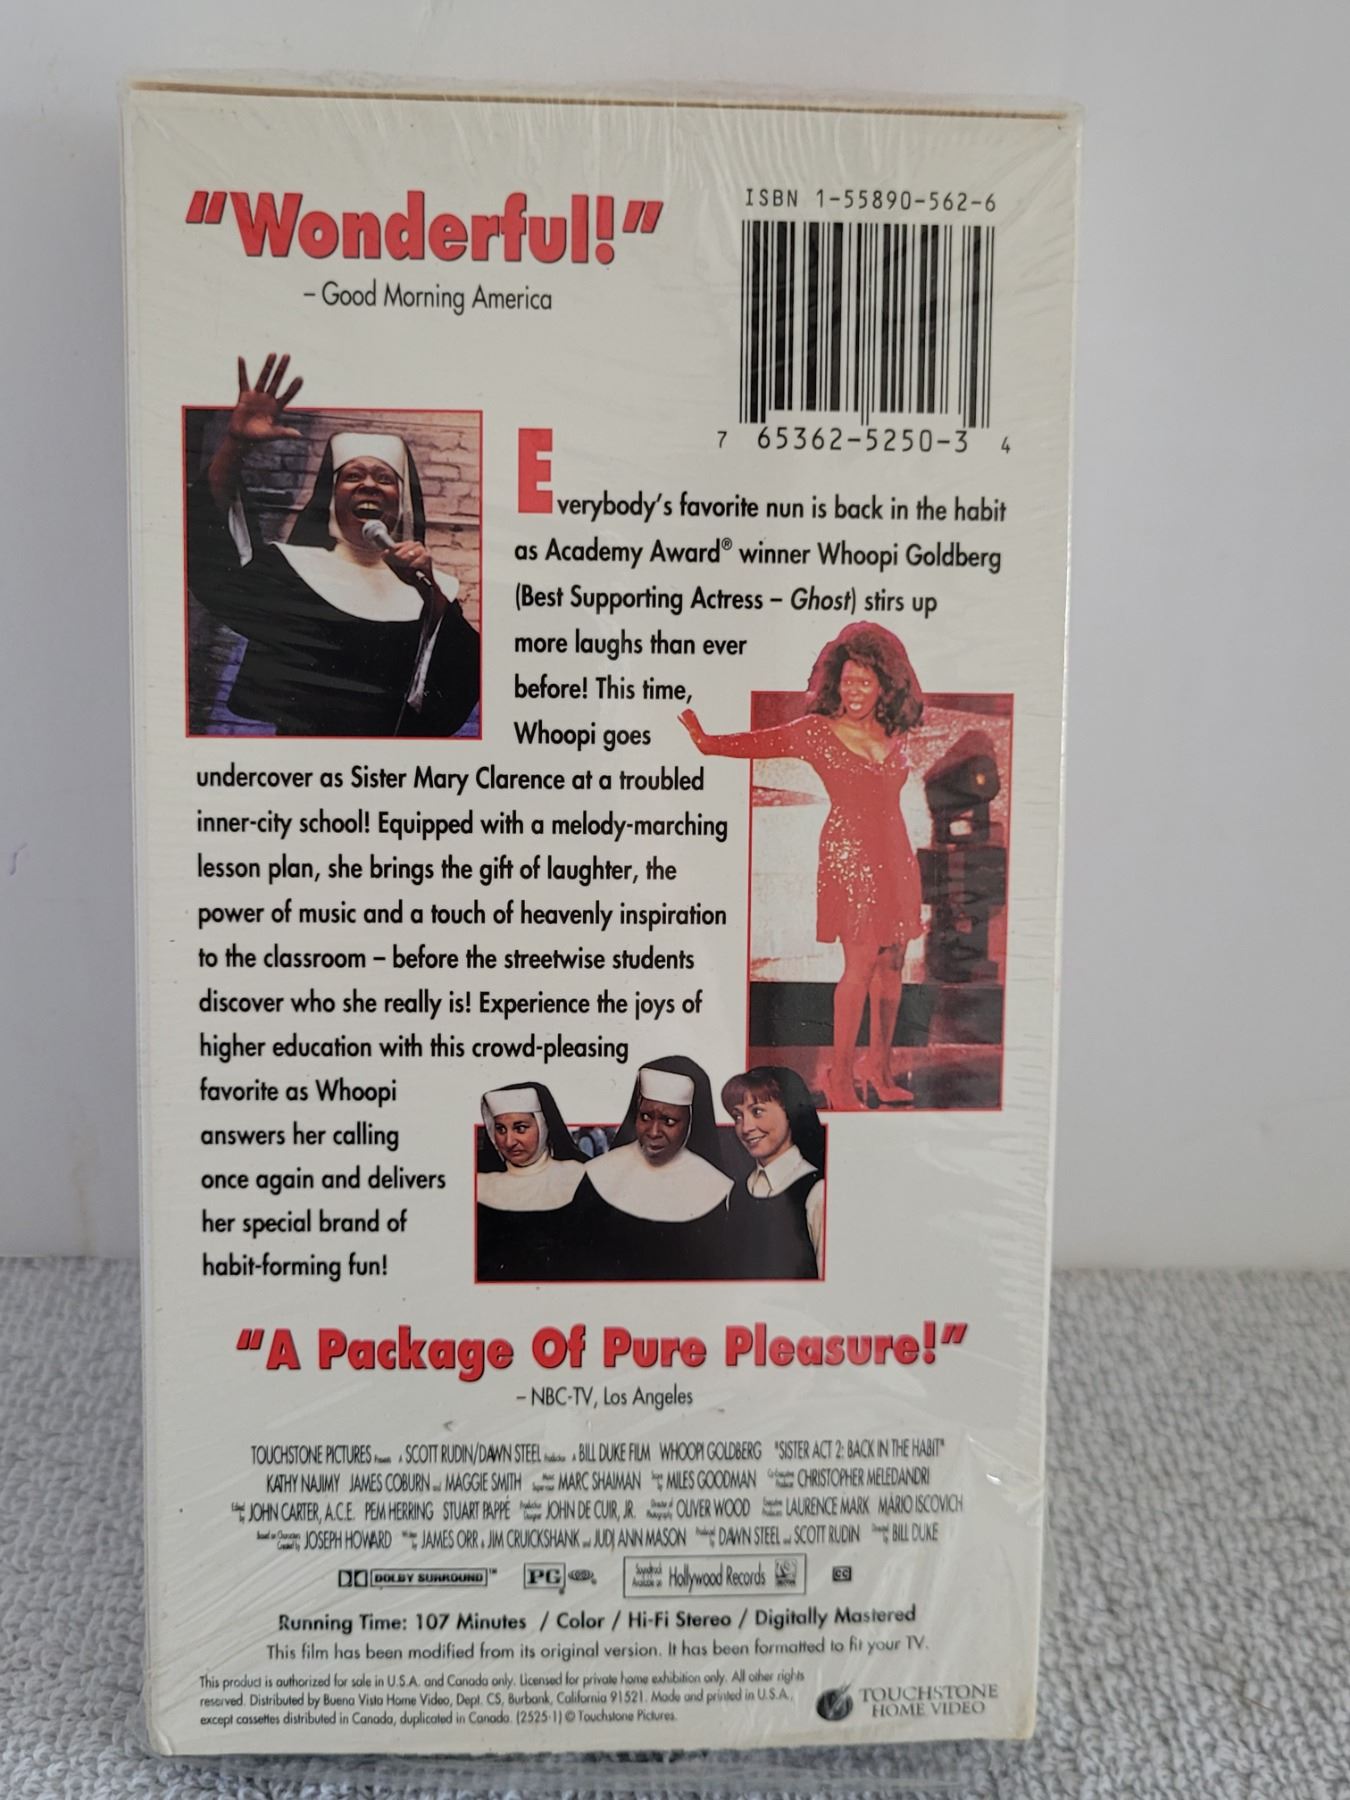 "Wonderful!"
– Good Morning America
ISBN 1-55890-562-6
7 65362-5250-3 4
Everybody's favorite nun is back in the habit
as Academy Award® winner Whoopi Goldberg
(Best Supporting Actress – Ghost) stirs up
more laughs than ever
before! This time,
Whoopi goes
undercover as Sister Mary Clarence at a troubled
inner-city school! Equipped with a melody-marching
lesson plan, she brings the gift of laughter, the
power of music and a touch of heavenly inspiration
to the classroom – before the streetwise students
discover who she really is! Experience the joys of
higher education with this crowd-pleasing
favorite as Whoopi
answers her calling
once again and delivers
her special brand of
habit-forming fun!
"A Package Of Pure Pleasure!"
– NBC-TV, Los Angeles
TOUCHSTONE PICTURES SCOTT RUDIN/DAWN STEEL BILL DUKE FILM WHOOPI GOLDBERG "SISTER ACT 2: BACK IN THE HABIT"
KATHY NAJIMY JAMES COBURN MAGGIE SMITH MARC SHAIMAN MILES GOODMAN CHRISTOPHER MELEDANDRI
JOHN CARTER, A.C.E. PEM HERRING STUART PAPPÉ JOHN DE CUIR, JR. OLIVER WOOD LAURENCE MARK MARIO ISCOVICH
JOSEPH HOWARD JAMES ORR & JIM CRUICKSHANK JUDI ANN MASON DAWN STEEL SCOTT RUDIN BILL DUKE
DOLBY SURROUND™ PG Soundtrack Available on Hollywood Records CC
Running Time: 107 Minutes / Color / Hi-Fi Stereo / Digitally Mastered
This film has been modified from its original version. It has been formatted to fit your TV.
This product is authorized for sale in U.S.A. and Canada only. Licensed for private home exhibition only. All other rights
reserved. Distributed by Buena Vista Home Video, Dept. CS, Burbank, California 91521. Made and printed in U.S.A.,
except cassettes distributed in Canada, duplicated in Canada. (2525-1) © Touchstone Pictures.
TOUCHSTONE
HOME VIDEO